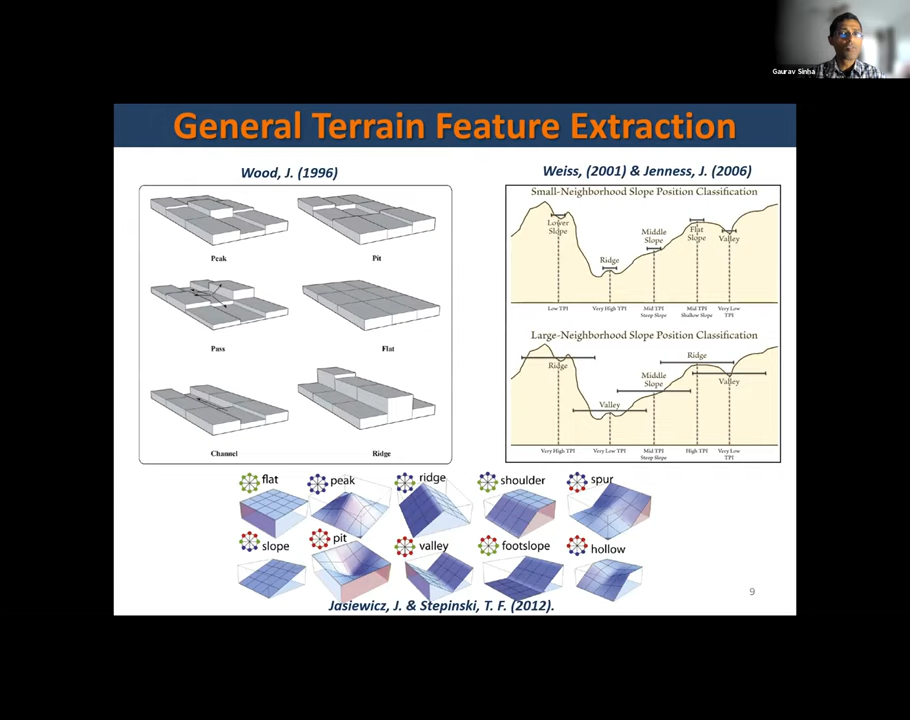 Gaurav Sinha
General Terrain Feature Extraction
Wood, J. (1996)
Peak
Pit
Pass
Flat
Channel
Ridge
Weiss, (2001) & Jenness, J. (2006)
Small-Neighborhood Slope Position Classification
Lower
Slope
Ridge
Middle
Slope
Flat
Slope
Valley
Low TPI
Very High TPI
Mid TPI
Steep Slope
Mid TPI
Shallow Slope
Very Low
TPI
Large-Neighborhood Slope Position Classification
Ridge
Valley
Middle
Slope
Ridge
Valley
Very High TPI
Very Low TPI
Mid TPI
Steep Slope
High TPI
Very Low
TPI
flat
peak
ridge
shoulder
spur
slope
pit
valley
footslope
hollow
Jasiewicz, J. & Stepinski, T. F. (2012).
9